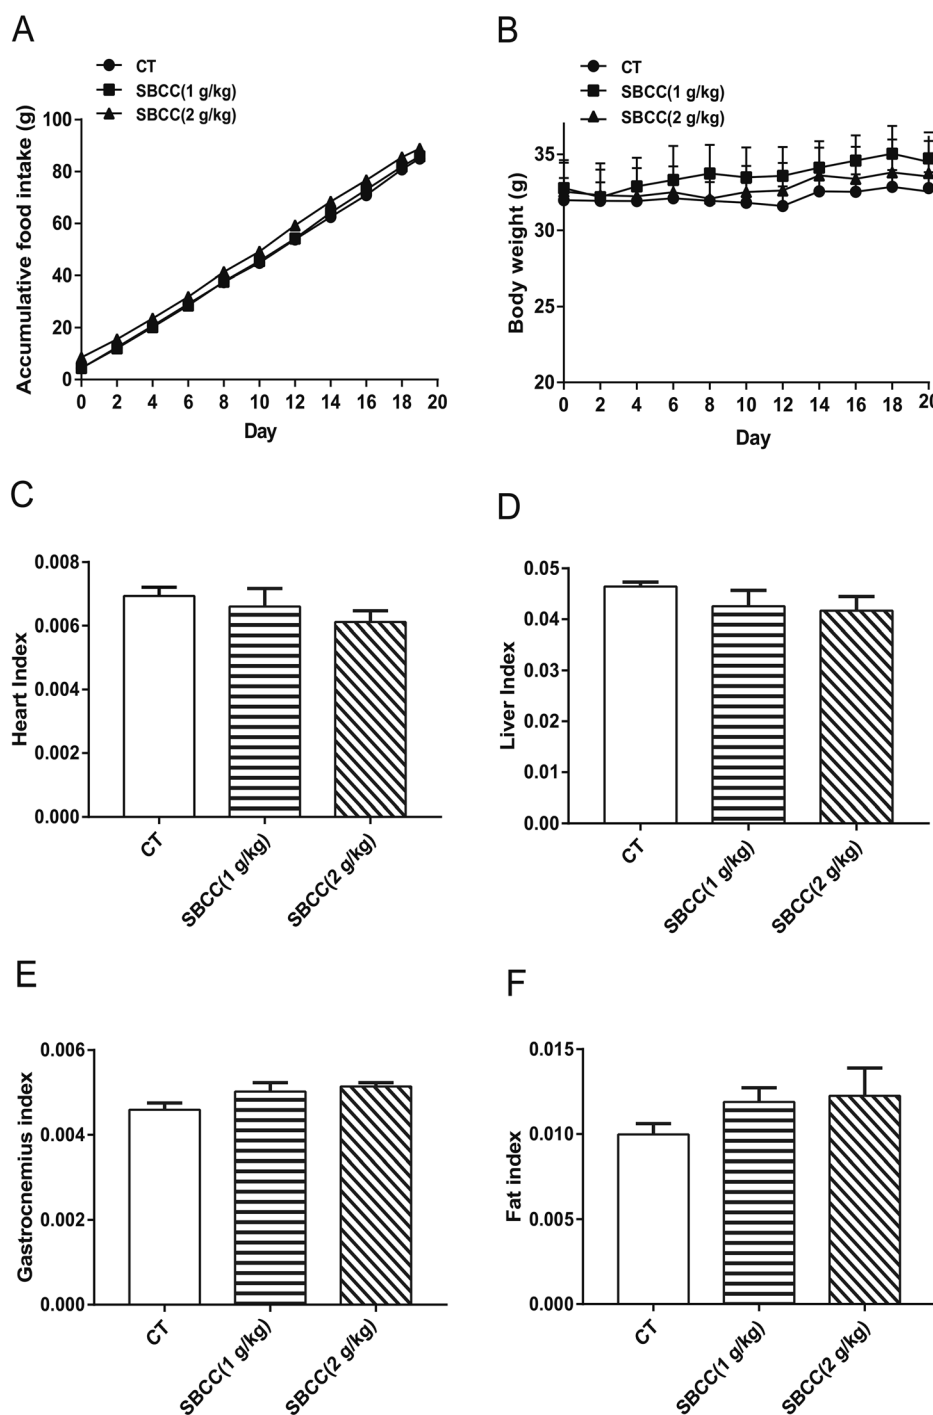 A
CT
SBCC(1 g/kg)
SBCC(2 g/kg)
Accumulative food intake (g)
100
80
60
40
20
0
0 2 4 6 8 10 12 14 16 18 20
Day
B
CT
SBCC(1 g/kg)
SBCC(2 g/kg)
Body weight (g)
35
30
25
20
0 2 4 6 8 10 12 14 16 18 20
Day
C
Heart Index
0.008
0.006
0.004
0.002
0.000
CT
SBCC(1 g/kg)
SBCC(2 g/kg)
D
Liver Index
0.05
0.04
0.03
0.02
0.01
0.00
CT
SBCC(1 g/kg)
SBCC(2 g/kg)
E
Gastrocnemius index
0.006
0.004
0.002
0.000
CT
SBCC(1 g/kg)
SBCC(2 g/kg)
F
Fat index
0.015
0.010
0.005
0.000
CT
SBCC(1 g/kg)
SBCC(2 g/kg)